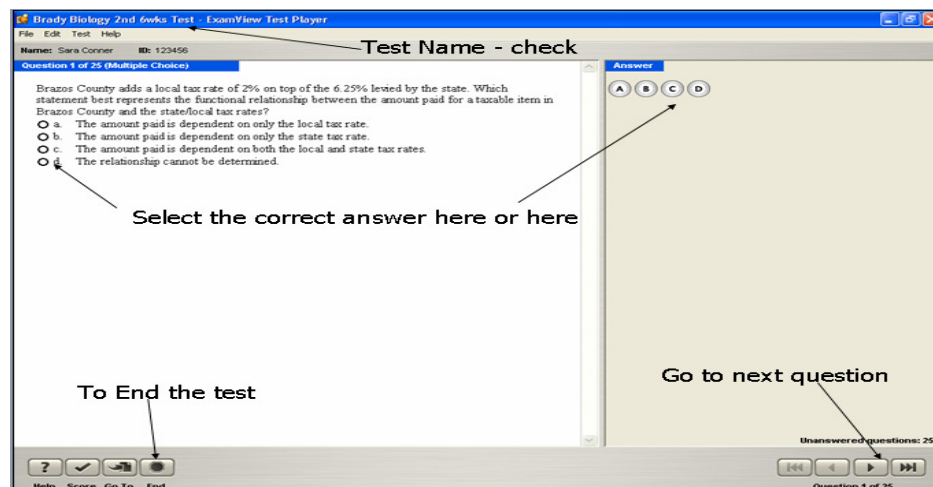 Brady Biology 2nd 6wks Test - ExamView Test Player
File Edit Test Help
Test Name - check
Name: Sara Conner ID: 123456
Question 1 of 25 (Multiple Choice)
Answer
Brazos County adds a local tax rate of 2% on top of the 6.25% levied by the state. Which
statement best represents the functional relationship between the amount paid for a taxable item in
Brazos County and the state/local tax rates?
a. The amount paid is dependent on only the local tax rate.
b. The amount paid is dependent on only the state tax rate.
c. The amount paid is dependent on both the local and state tax rates.
d. The relationship cannot be determined.
A B C D
Select the correct answer here or here
To End the test
Go to next question
Unanswered questions: 25
?
Help Score Go To End
Question 1 of 25